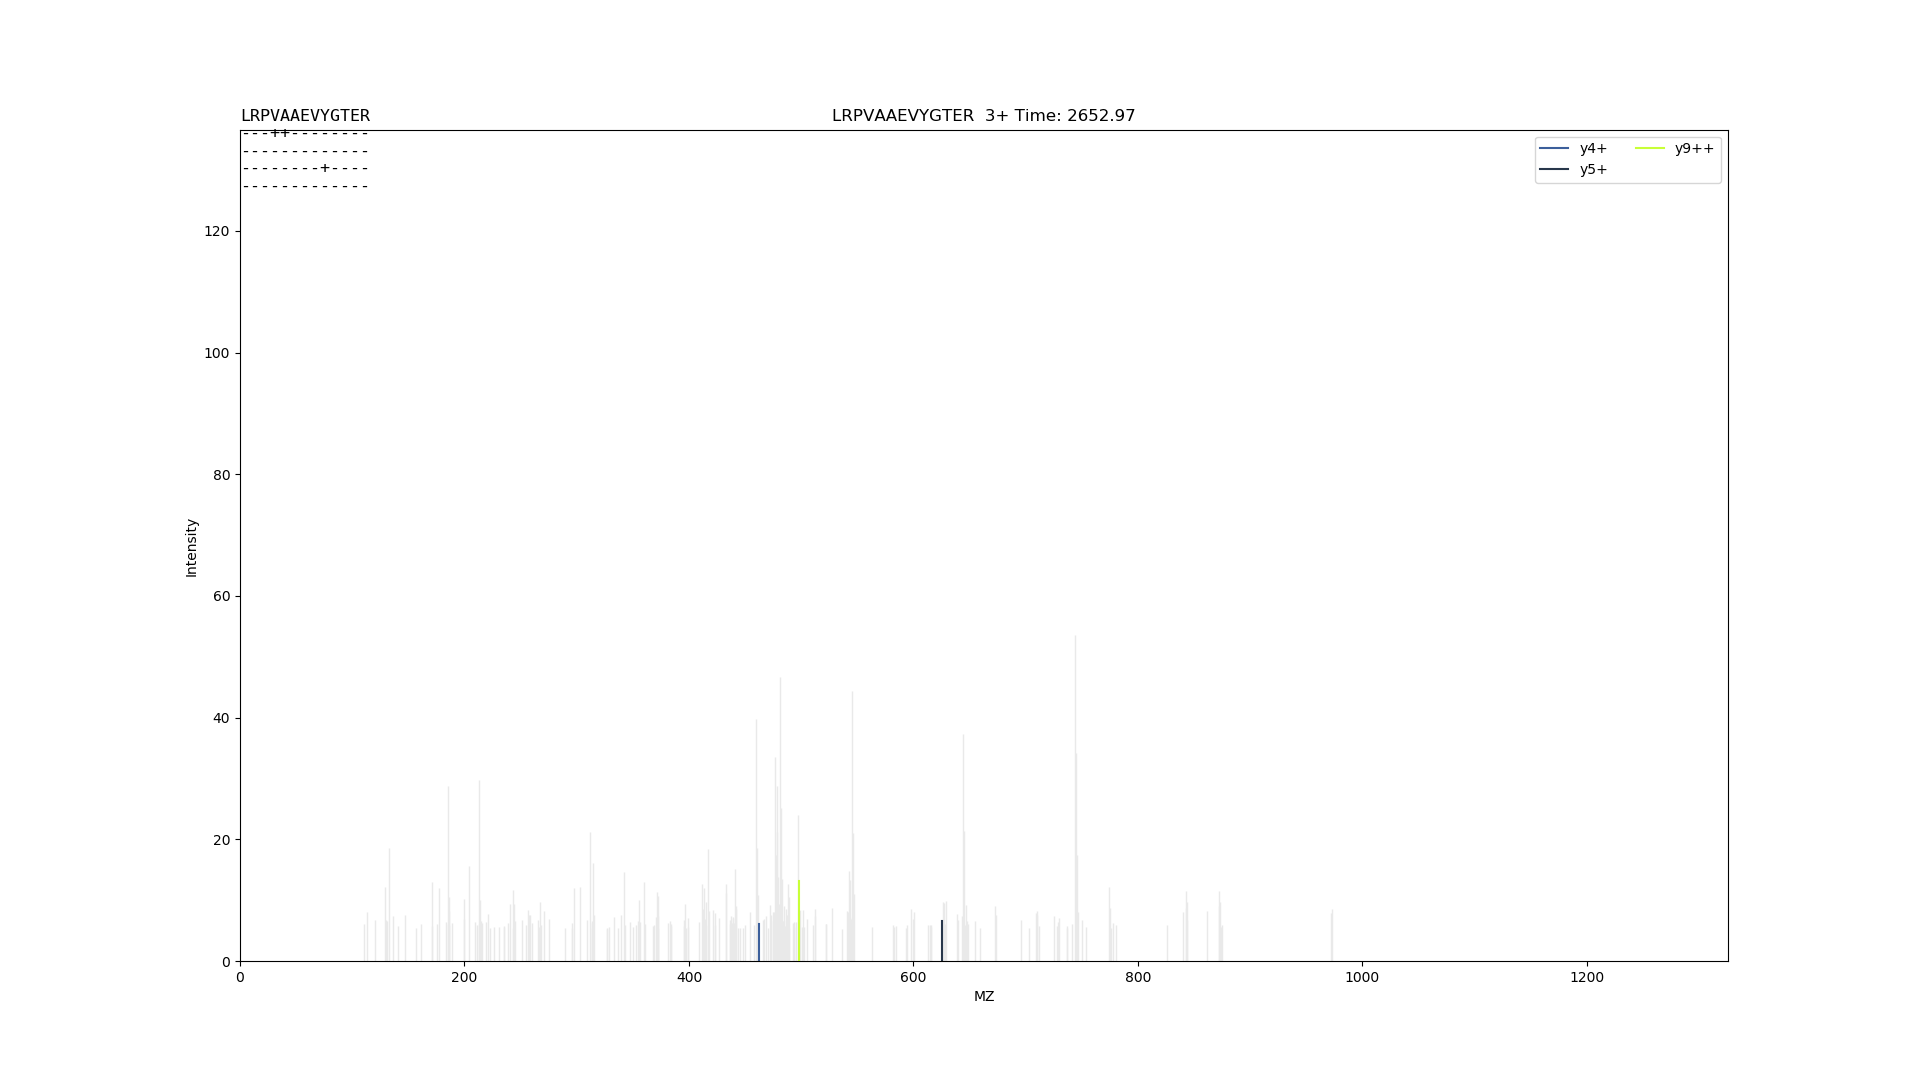 LRPVAAEVYGTER
---++--------
-------------
--------+----
-------------
LRPVAAEVYGTER 3+ Time: 2652.97
y4+
y5+
y9++
120
100
80
60
40
20
0
Intensity
0 200 400 600 800 1000 1200
MZ